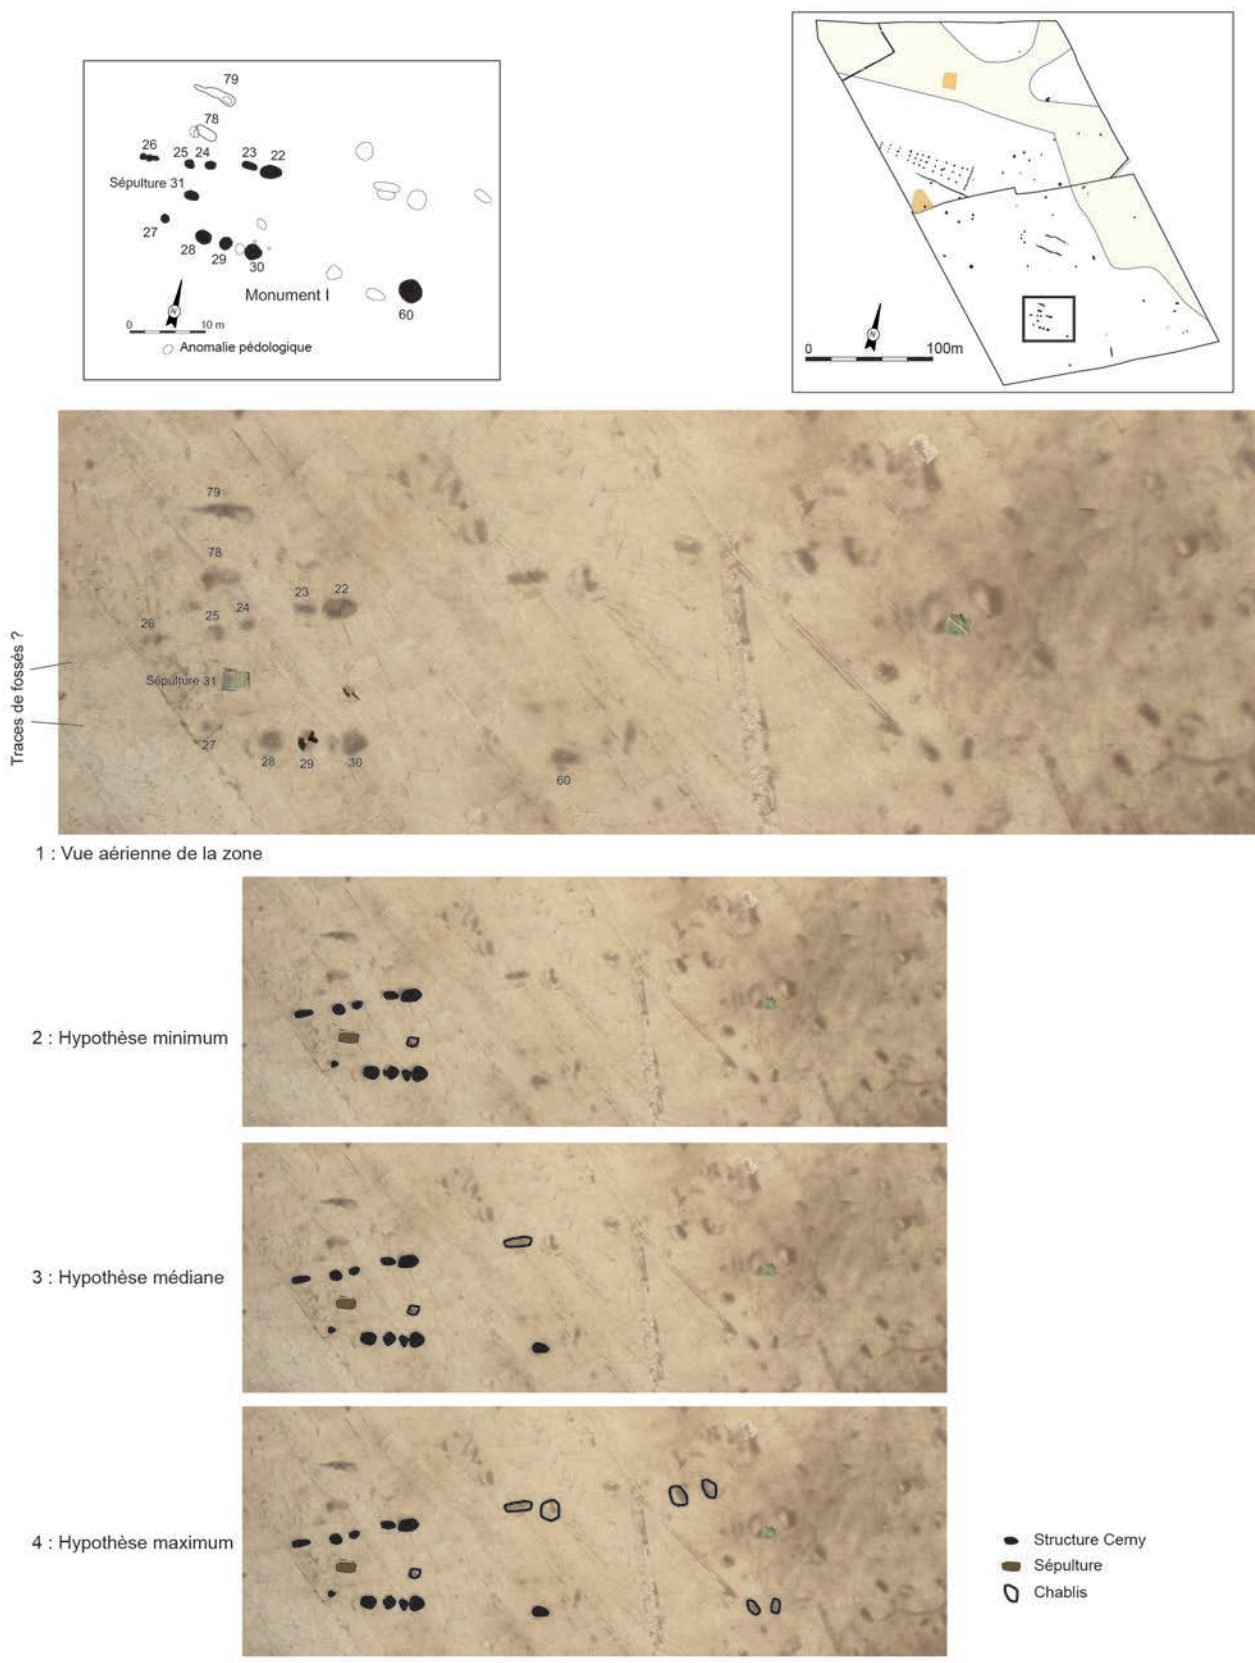 79
78
26
25
24
23
22
Sépulture 31
27
28
29
30
60
Monument I
N
0
10 m
Anomalie pédologique
N
0
100m
79
78
23
22
24
25
26
Sépulture 31
27
28
29
30
60
Traces de fossés ?
1 : Vue aérienne de la zone
2 : Hypothèse minimum
3 : Hypothèse médiane
4 : Hypothèse maximum
Structure Cerny
Sépulture
Chablis